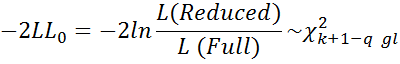 −2LL₀ = −2ln L(Reduced) / L (Full) ~ χ²ₖ₊₁₋q gl